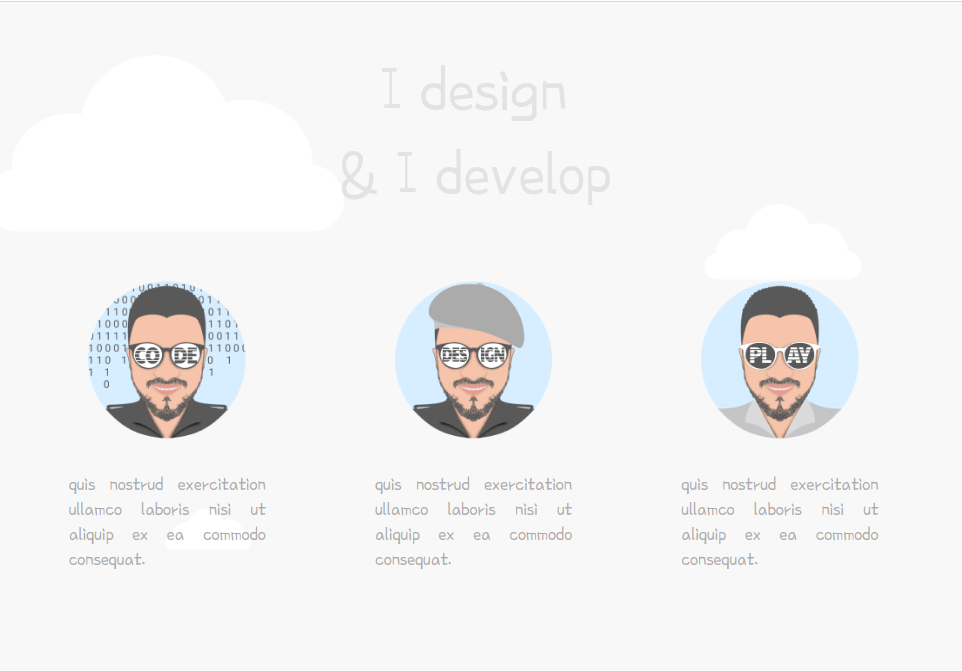 I design
& I develop
CO DE
DES IGN
PL AY
quis nostrud exercitation
ullamco laboris nisi ut
aliquip ex ea commodo
consequat.
quis nostrud exercitation
ullamco laboris nisi ut
aliquip ex ea commodo
consequat.
quis nostrud exercitation
ullamco laboris nisi ut
aliquip ex ea commodo
consequat.